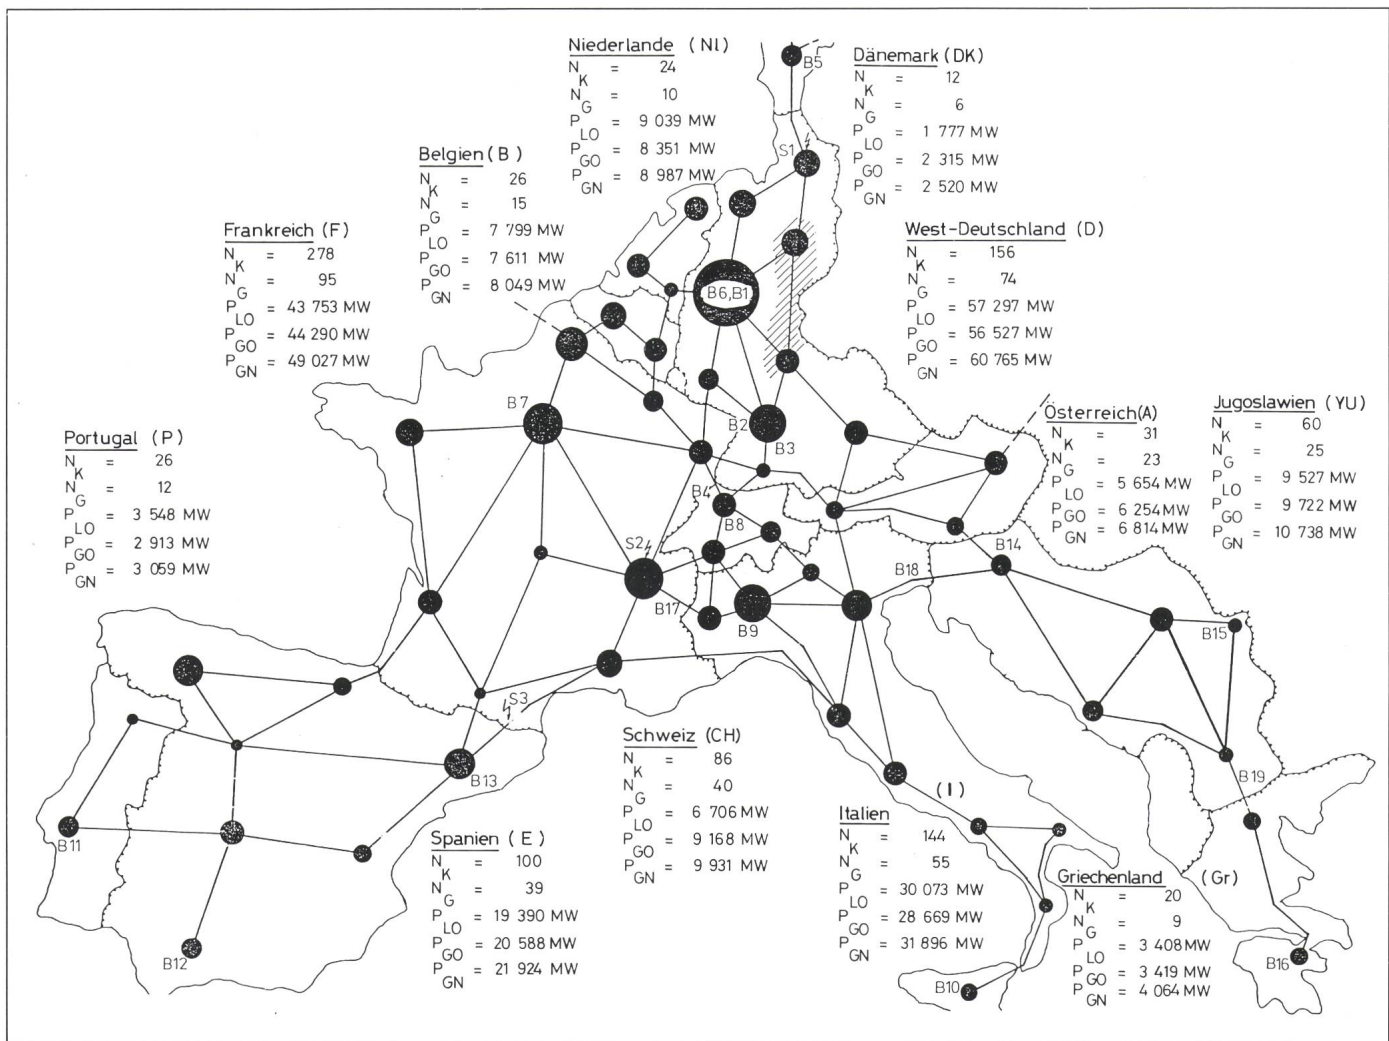 Niederlande (Nl)
N_K = 24
N_G = 10
P_LO = 9 039 MW
P_GO = 8 351 MW
P_GN = 8 987 MW
B5
Dänemark (DK)
N_K = 12
N_G = 6
P_LO = 1 777 MW
P_GO = 2 315 MW
P_GN = 2 520 MW
Belgien (B)
N_K = 26
N_G = 15
P_LO = 7 799 MW
P_GO = 7 611 MW
P_GN = 8 049 MW
S1
Frankreich (F)
N_K = 278
N_G = 95
P_LO = 43 753 MW
P_GO = 44 290 MW
P_GN = 49 027 MW
West-Deutschland (D)
N_K = 156
N_G = 74
P_LO = 57 297 MW
P_GO = 56 527 MW
P_GN = 60 765 MW
B6,B1
B7
B2
B3
Portugal (P)
N_K = 26
N_G = 12
P_LO = 3 548 MW
P_GO = 2 913 MW
P_GN = 3 059 MW
Österreich(A)
N_K = 31
N_G = 23
P_LO = 5 654 MW
P_GO = 6 254 MW
P_GN = 6 814 MW
Jugoslawien (YU)
N_K = 60
N_G = 25
P_LO = 9 527 MW
P_GO = 9 722 MW
P_GN = 10 738 MW
B4
B8
S2
B14
B18
B17
B9
B15
S3
Schweiz (CH)
N_K = 86
N_G = 40
P_LO = 6 706 MW
P_GO = 9 168 MW
P_GN = 9 931 MW
B13
B19
(I)
Italien
N_K = 144
N_G = 55
P_LO = 30 073 MW
P_GO = 28 669 MW
P_GN = 31 896 MW
B11
Spanien (E)
N_K = 100
N_G = 39
P_LO = 19 390 MW
P_GO = 20 588 MW
P_GN = 21 924 MW
Griechenland (Gr)
N_K = 20
N_G = 9
P_LO = 3 408 MW
P_GO = 3 419 MW
P_GN = 4 064 MW
B12
B10
B16